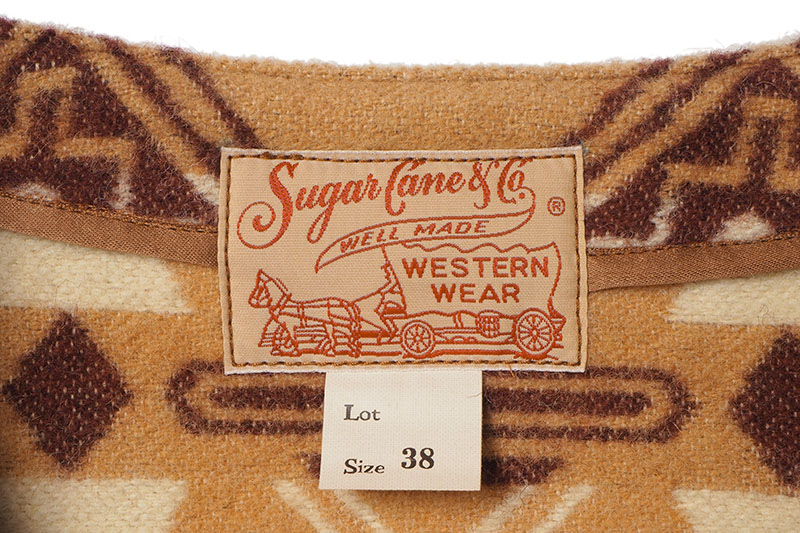 Sugar Cane & Co.
®
WELL MADE
WESTERN
WEAR
Lot
Size 38